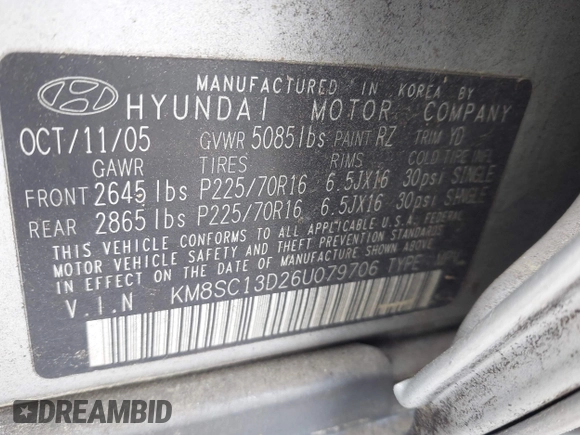 MANUFACTURED IN KOREA BY
HYUNDAI MOTOR COMPANY
OCT/11/05 GVWR 5085lbs PAINT RZ TRIM YD
GAWR TIRES RIMS COLD TIRE INFL
FRONT 2645lbs P225/70R16 6.5JX16 30psi SINGLE
REAR 2865lbs P225/70R16 6.5JX16 30psi SINGLE
THIS VEHICLE CONFORMS TO ALL APPLICABLE U.S.A. FEDERAL
MOTOR VEHICLE SAFETY AND THEFT PREVENTION STANDARDS
IN EFFECT ON THE DATE OF MANUFACTURE SHOWN ABOVE.
V.I.N KM8SC13D26U079706 TYPE: MPV
DREAMBID